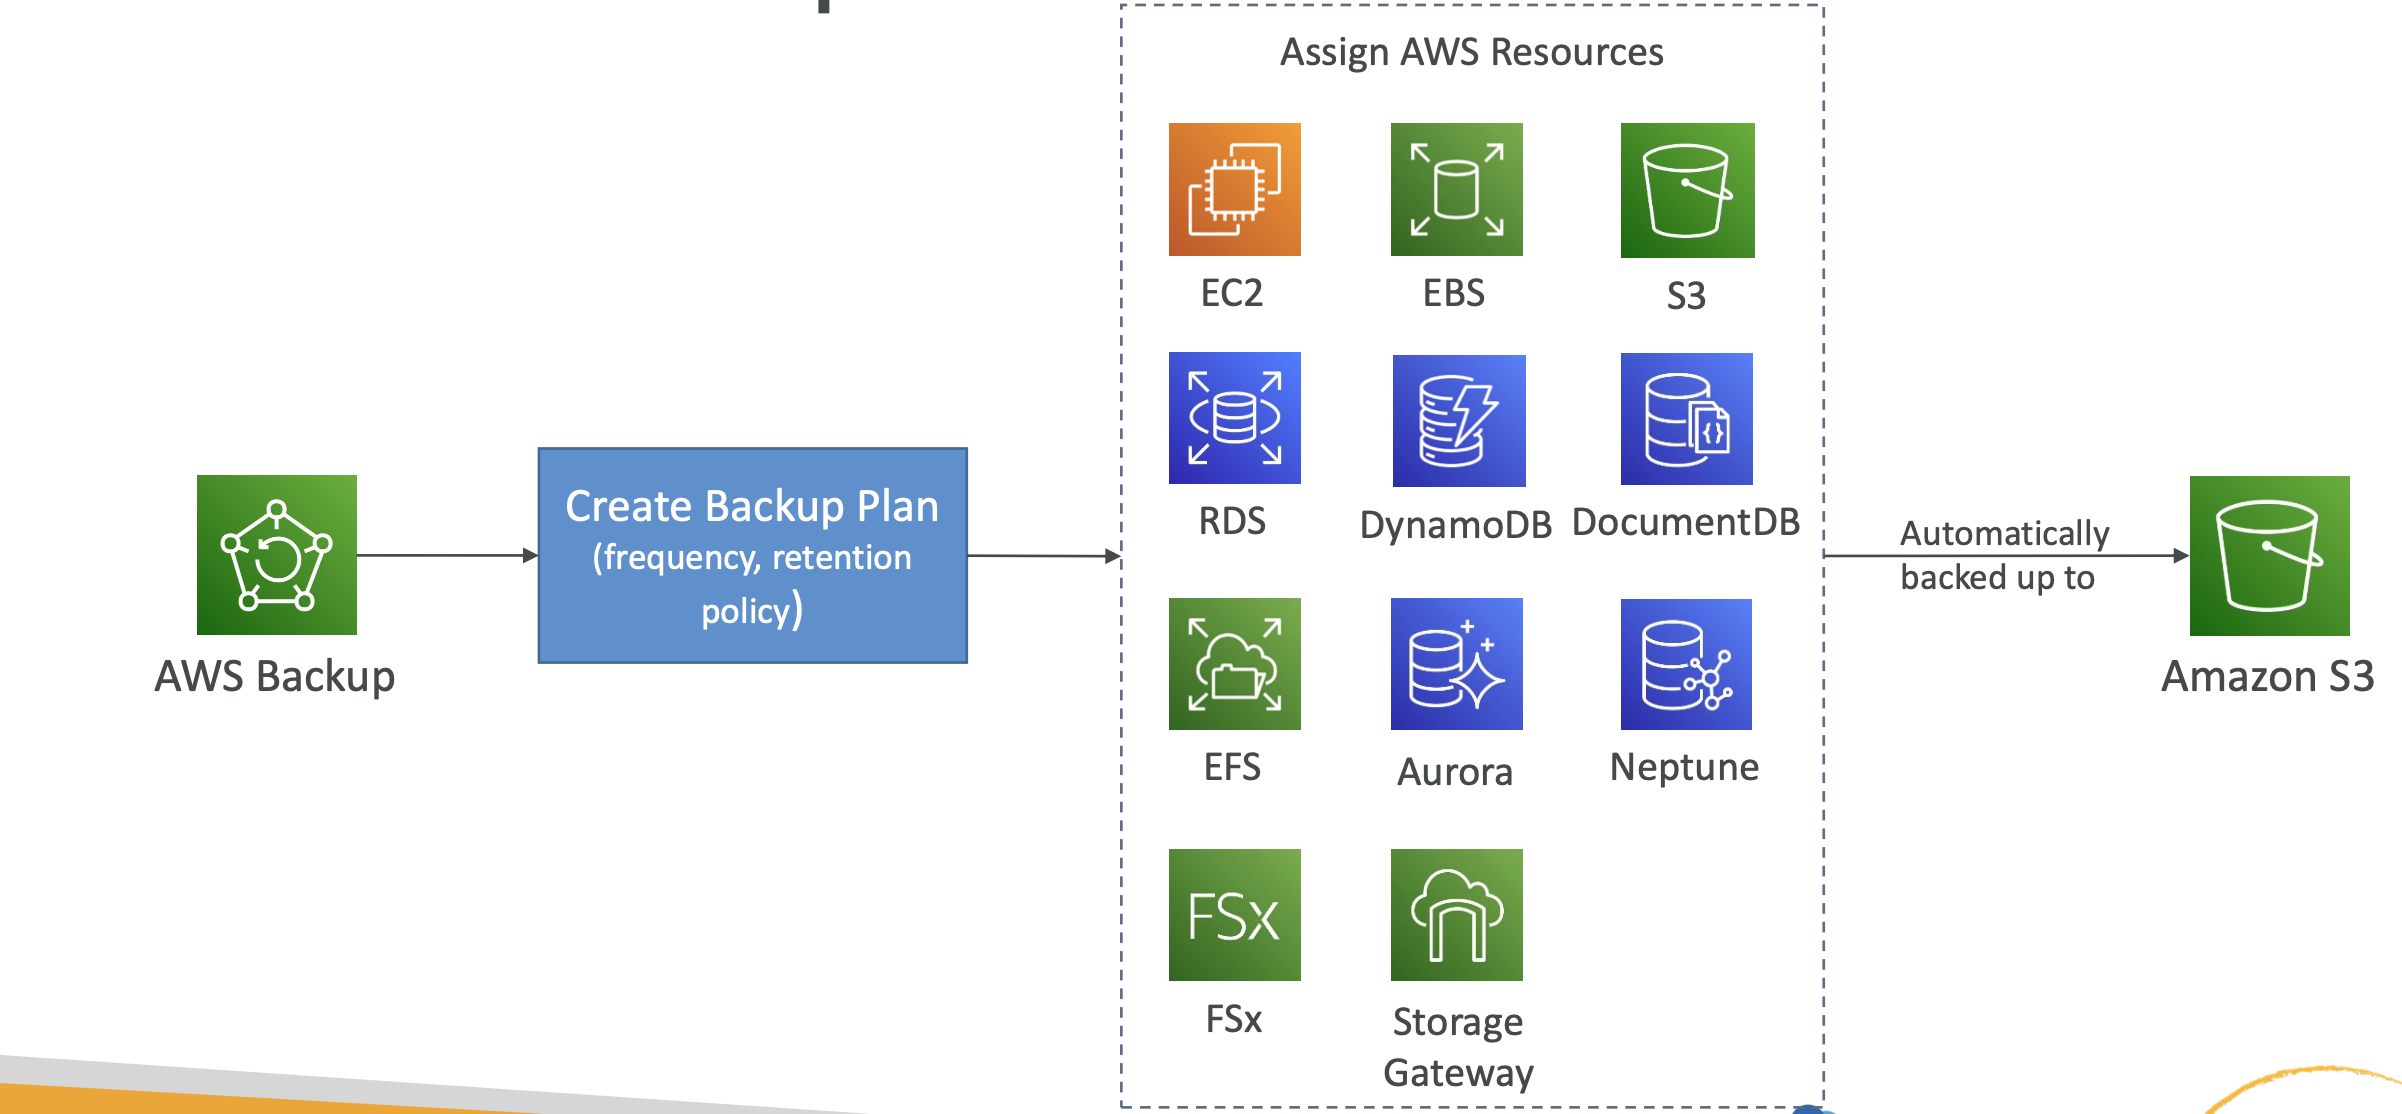 Assign AWS Resources
EC2
EBS
S3
RDS
DynamoDB
DocumentDB
Create Backup Plan
(frequency, retention
policy)
AWS Backup
Automatically
backed up to
Amazon S3
EFS
Aurora
Neptune
FSx
FSx
Storage
Gateway